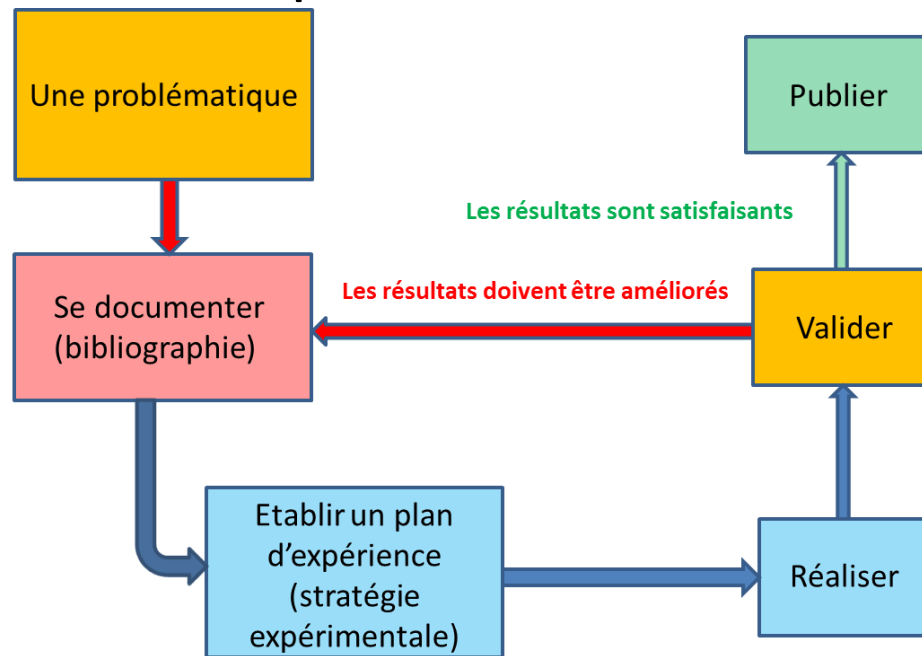 Une problématique
Publier
Les résultats sont satisfaisants
Les résultats doivent être améliorés
Se documenter
(bibliographie)
Valider
Etablir un plan
d’expérience
(stratégie
expérimentale)
Réaliser